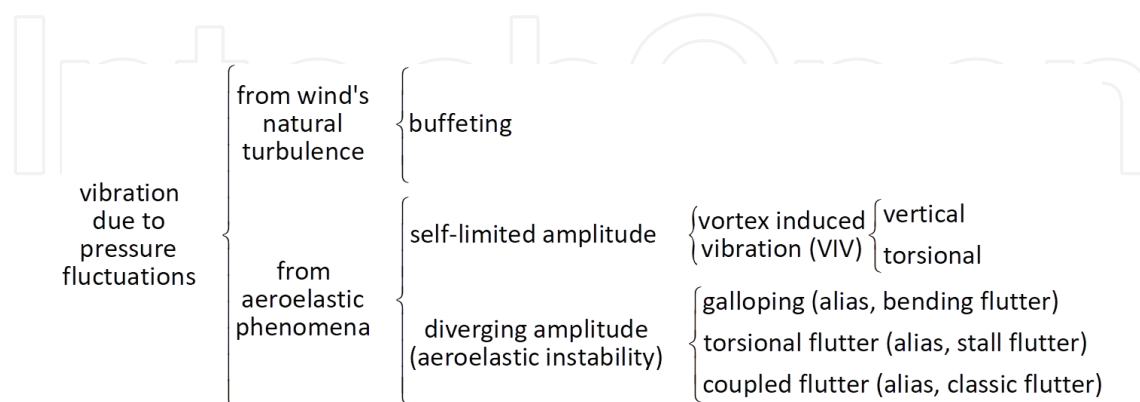 vibration
due to
pressure
fluctuations
from wind's
natural
turbulence
buffeting
from
aeroelastic
phenomena
self-limited amplitude
vortex induced
vibration (VIV)
vertical
torsional
diverging amplitude
(aeroelastic instability)
galloping (alias, bending flutter)
torsional flutter (alias, stall flutter)
coupled flutter (alias, classic flutter)